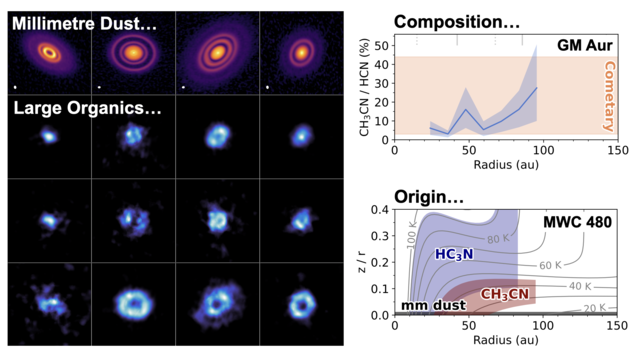 Millimetre Dust...
Large Organics...
Composition...
GM Aur
CH₃CN / HCN (%)
50
40
30
20
10
0
Cometary
0
50
100
150
Radius (au)
Origin...
MWC 480
z / r
0.4
0.3
0.2
0.1
0.0
100 K
80 K
60 K
40 K
20 K
HC₃N
CH₃CN
mm dust
0
50
100
150
Radius (au)